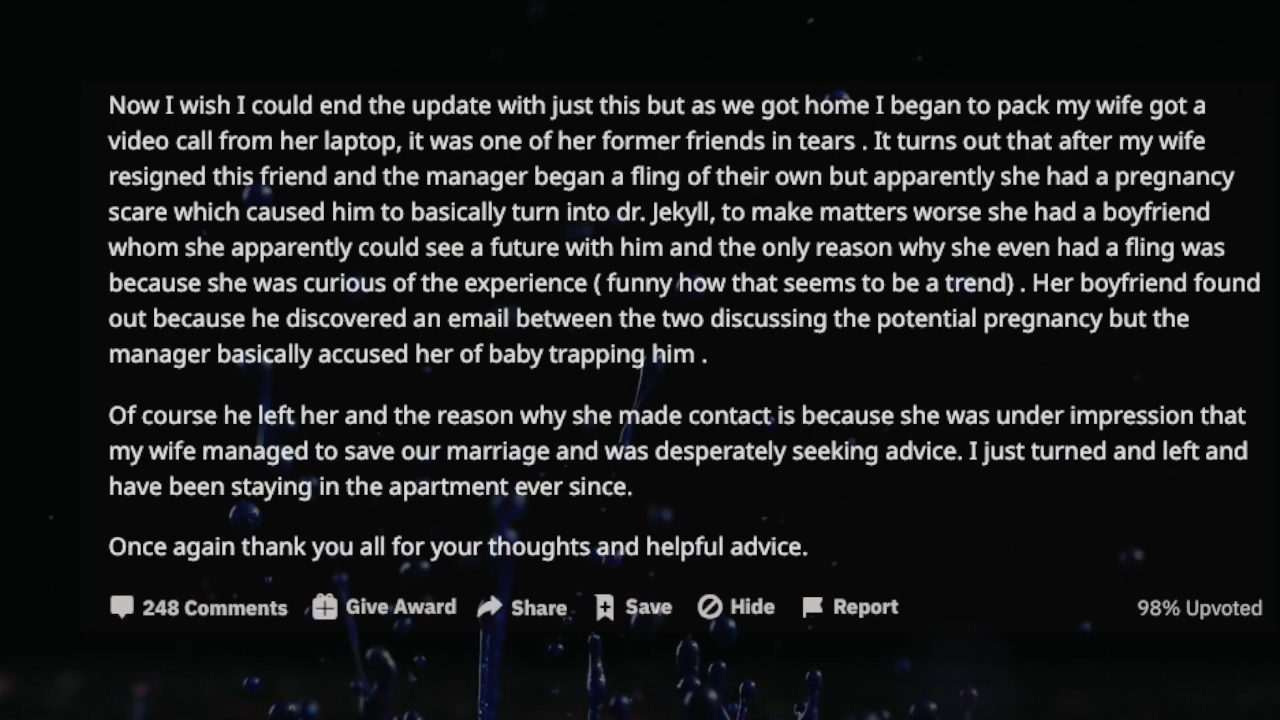 Now I wish I could end the update with just this but as we got home I began to pack my wife got a
video call from her laptop, it was one of her former friends in tears . It turns out that after my wife
resigned this friend and the manager began a fling of their own but apparently she had a pregnancy
scare which caused him to basically turn into dr. Jekyll, to make matters worse she had a boyfriend
whom she apparently could see a future with him and the only reason why she even had a fling was
because she was curious of the experience ( funny how that seems to be a trend) . Her boyfriend found
out because he discovered an email between the two discussing the potential pregnancy but the
manager basically accused her of baby trapping him .
Of course he left her and the reason why she made contact is because she was under impression that
my wife managed to save our marriage and was desperately seeking advice. I just turned and left and
have been staying in the apartment ever since.
Once again thank you all for your thoughts and helpful advice.
248 Comments Give Award Share Save Hide Report 98% Upvoted